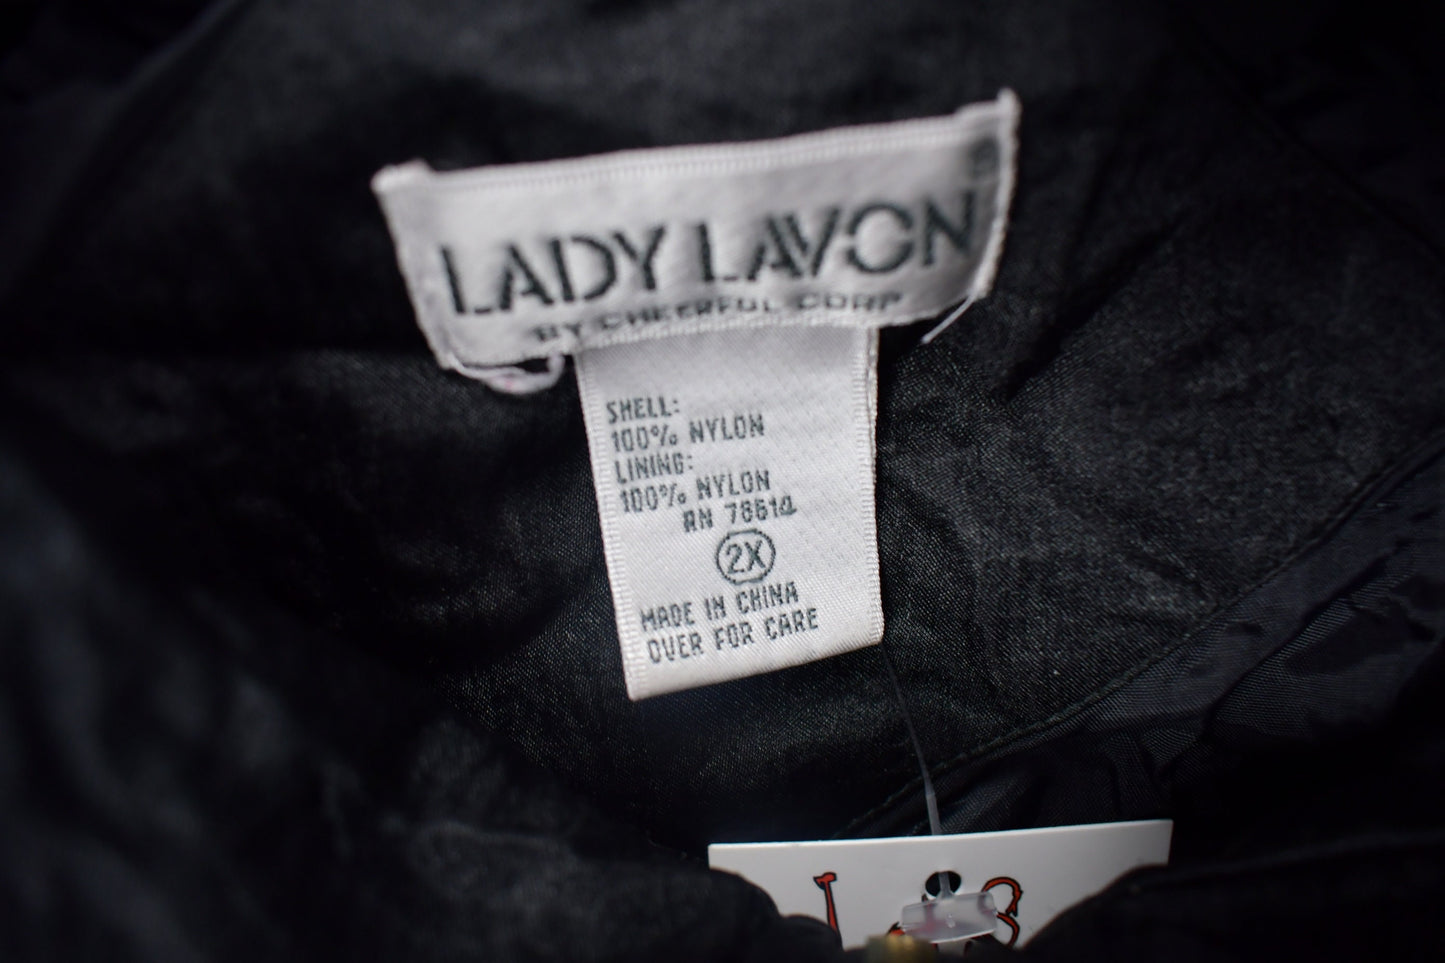 LADY LAVON
BY CHEERFUL CORP
SHELL:
100% NYLON
LINING:
100% NYLON
RN 78614
2X
MADE IN CHINA
OVER FOR CARE